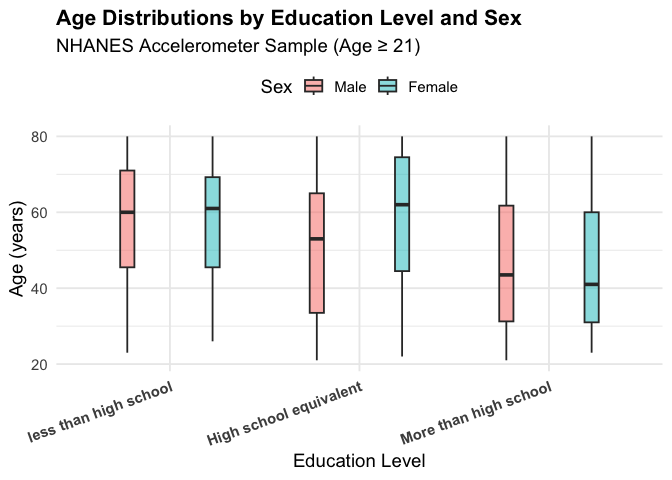 Age Distributions by Education Level and Sex
NHANES Accelerometer Sample (Age ≥ 21)
Sex Male Female
80
60
40
20
Age (years)
less than high school
High school equivalent
More than high school
Education Level